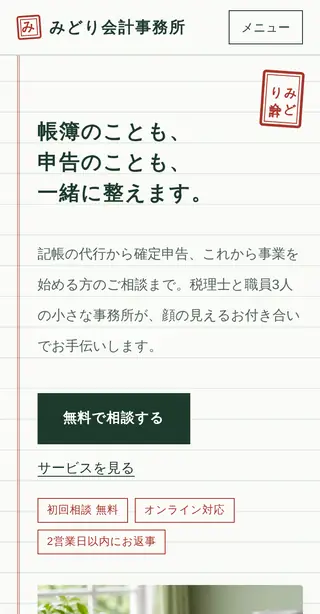 み
みどり会計事務所
メニュー
みどり会計
帳簿のことも、
申告のことも、
一緒に整えます。
記帳の代行から確定申告、これから事業を
始める方のご相談まで。税理士と職員3人
の小さな事務所が、顔の見えるお付き合い
でお手伝いします。
無料で相談する
サービスを見る
初回相談 無料
オンライン対応
2営業日以内にお返事